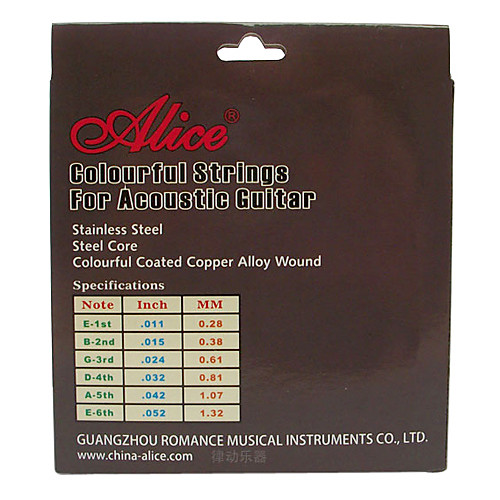 Alice®
Colourful Strings
For Acoustic Guitar
Stainless Steel
Steel Core
Colourful Coated Copper Alloy Wound
Specifications
Note Inch MM
E-1st .011 0.28
B-2nd .015 0.38
G-3rd .024 0.61
D-4th .032 0.81
A-5th .042 1.07
E-6th .052 1.32
GUANGZHOU ROMANCE MUSICAL INSTRUMENTS CO., LTD.
www.china-alice.com 律动乐器